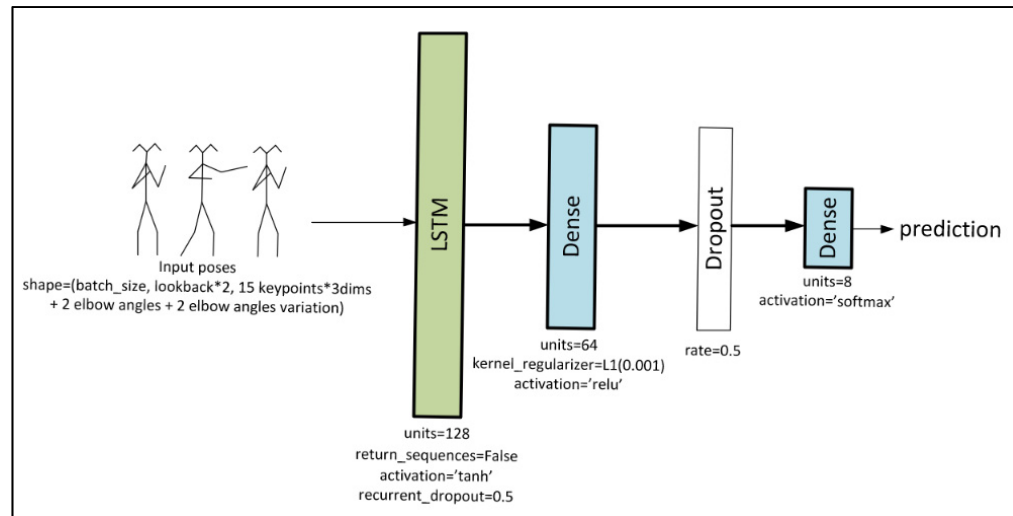 Input poses
shape=(batch_size, lookback*2, 15 keypoints*3dims
+ 2 elbow angles + 2 elbow angles variation)
LSTM
units=128
return_sequences=False
activation='tanh'
recurrent_dropout=0.5
Dense
units=64
kernel_regularizer=L1(0.001)
activation='relu'
Dropout
rate=0.5
Dense
units=8
activation='softmax'
prediction